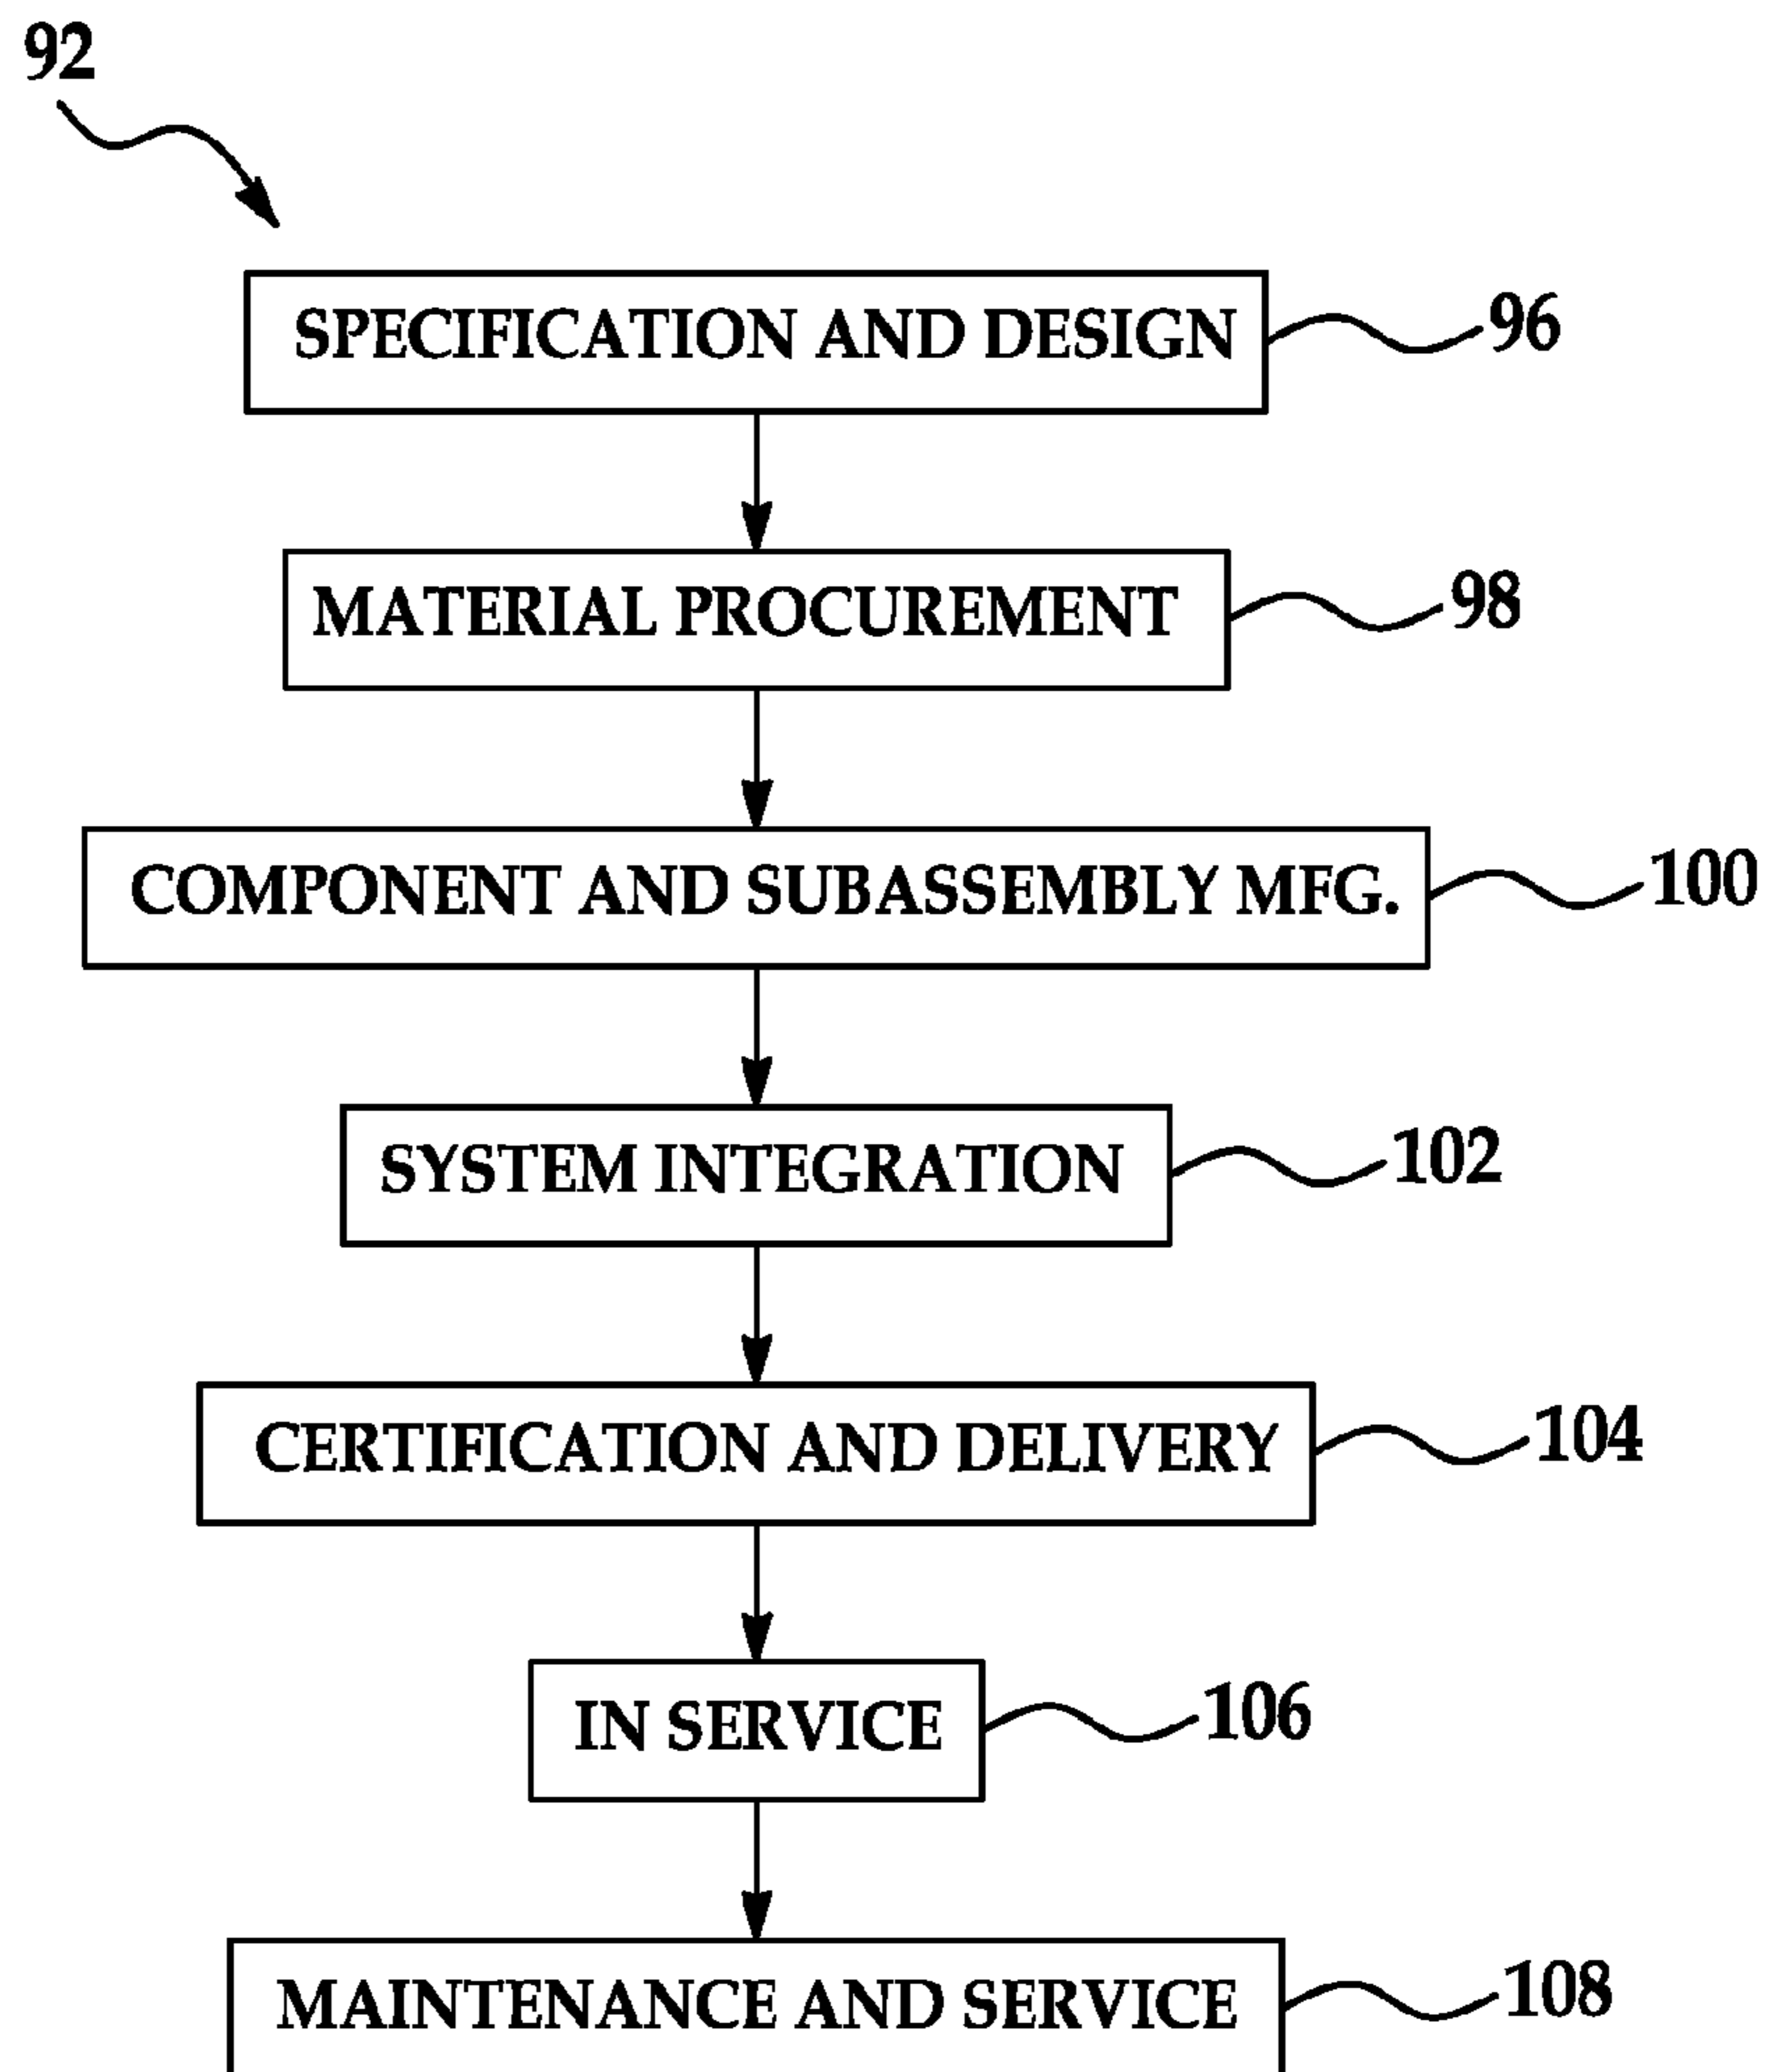 92
SPECIFICATION AND DESIGN 96
MATERIAL PROCUREMENT 98
COMPONENT AND SUBASSEMBLY MFG. 100
SYSTEM INTEGRATION 102
CERTIFICATION AND DELIVERY 104
IN SERVICE 106
MAINTENANCE AND SERVICE 108